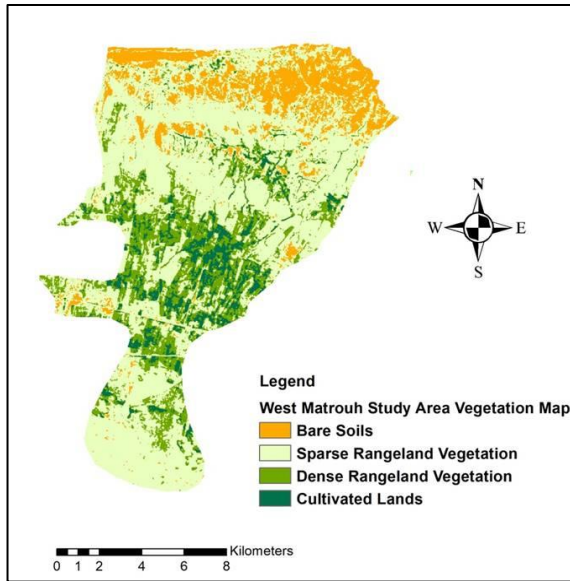 N
W E
S
Legend
West Matrouh Study Area Vegetation Map
Bare Soils
Sparse Rangeland Vegetation
Dense Rangeland Vegetation
Cultivated Lands
Kilometers
0 1 2 4 6 8